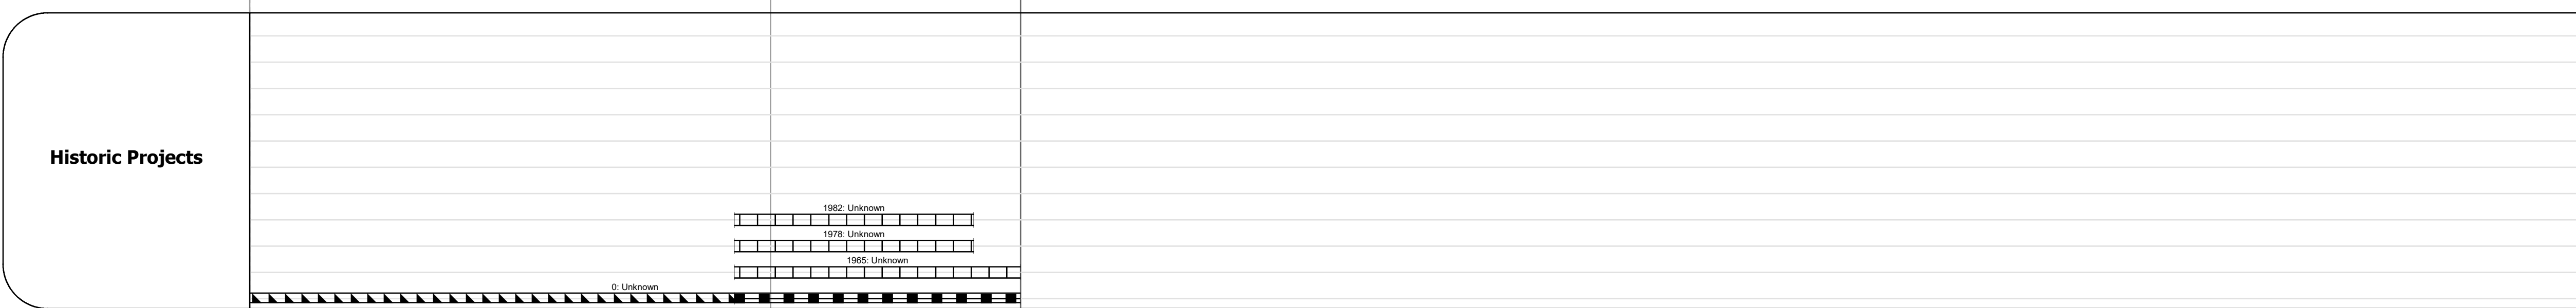 Historic Projects
1982: Unknown
1978: Unknown
1965: Unknown
0: Unknown